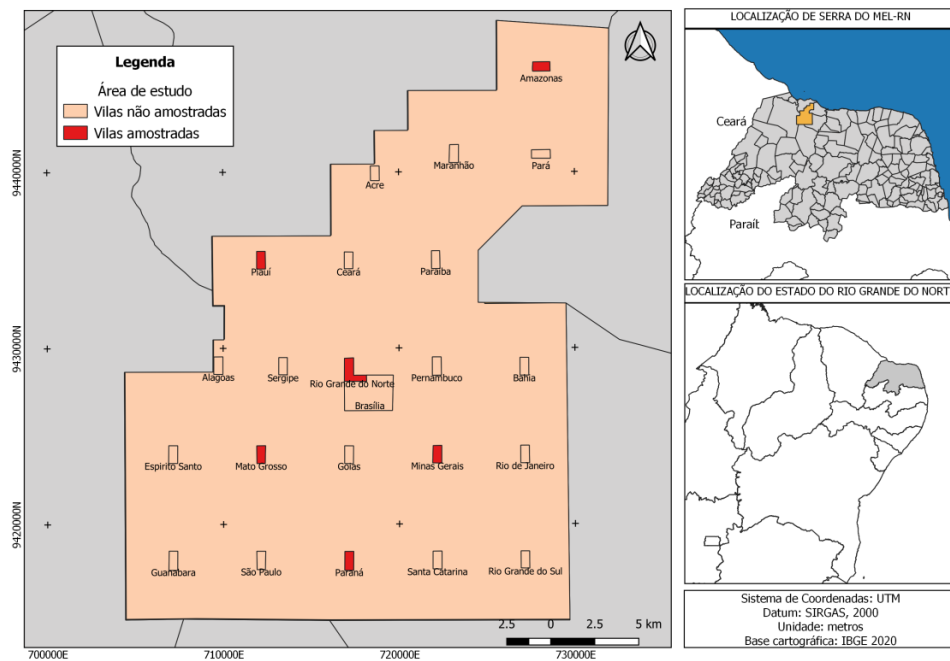 Legenda
Área de estudo
Vilas não amostradas
Vilas amostradas
Amazonas
Maranhão
Pará
Acre
Piauí
Ceará
Paraíba
Alagoas
Sergipe
Rio Grande do Norte
Pernambuco
Bahia
Brasília
Espirito Santo
Mato Grosso
Goiás
Minas Gerais
Rio de Janeiro
Guanabara
São Paulo
Paraná
Santa Catarina
Rio Grande do Sul
9440000N
9430000N
9420000N
2.5 0 2.5 5 km
700000E 710000E 720000E 730000E
LOCALIZAÇÃO DE SERRA DO MEL-RN
Ceará
Paraít
LOCALIZAÇÃO DO ESTADO DO RIO GRANDE DO NORT
Sistema de Coordenadas: UTM
Datum: SIRGAS, 2000
Unidade: metros
Base cartográfica: IBGE 2020